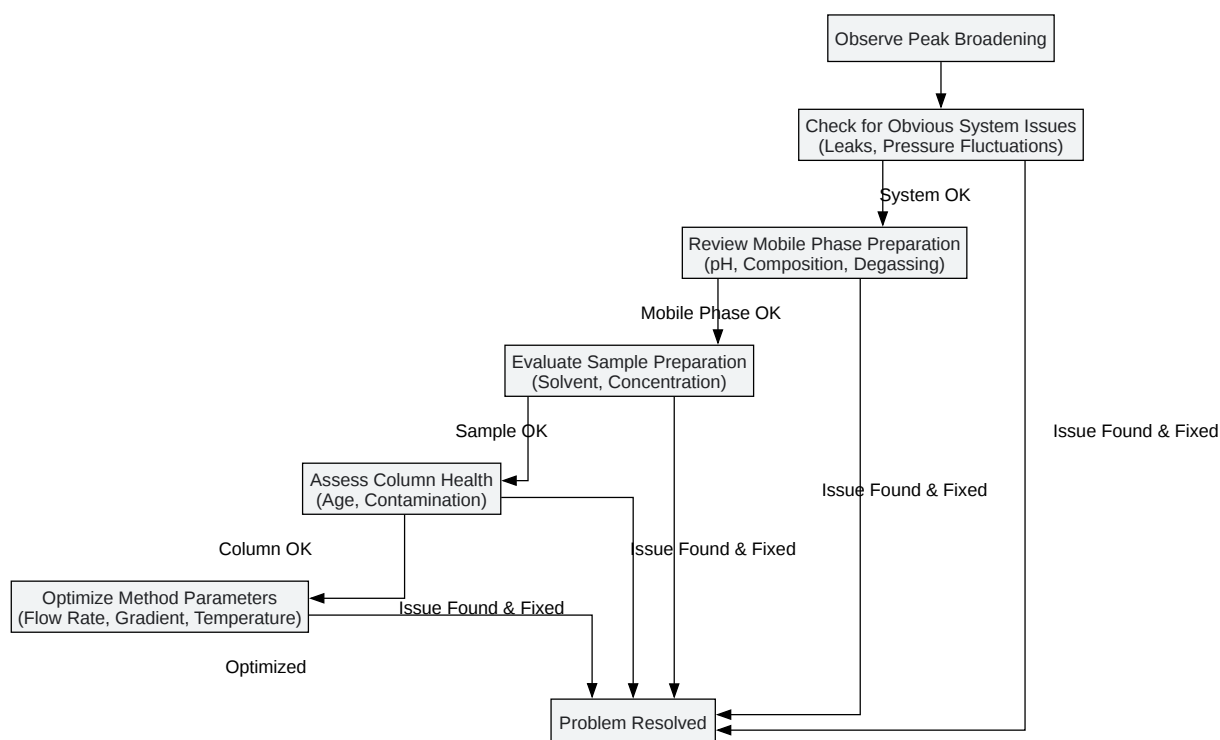 Observe Peak Broadening
Check for Obvious System Issues
(Leaks, Pressure Fluctuations)
System OK
Review Mobile Phase Preparation
(pH, Composition, Degassing)
Mobile Phase OK
Evaluate Sample Preparation
(Solvent, Concentration)
Sample OK
Issue Found & Fixed
Assess Column Health
(Age, Contamination)
Issue Found & Fixed
Column OK
Issue Found & Fixed
Optimize Method Parameters
(Flow Rate, Gradient, Temperature)
Issue Found & Fixed
Optimized
Problem Resolved